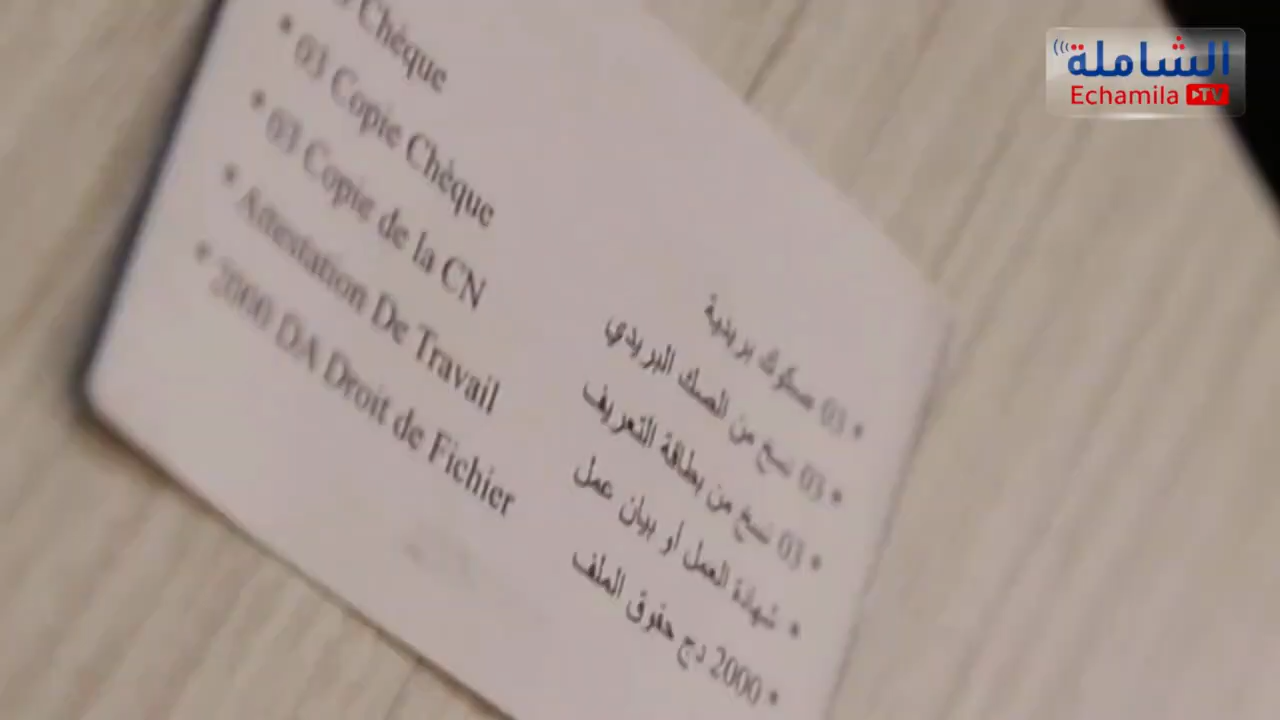 Chèque
• 03 Copie Chèque
• 03 Copie de la CN
• Attestation De Travail
• 2000 DA Droit de Fichier
• 03 صكوك بريدية
• 03 نسخ من الصك البريدي
• 03 نسخ من بطاقة التعريف
• شهادة العمل أو بيان عمل
• 2000 دج حقوق الملف
الشاملة
Echamila TV